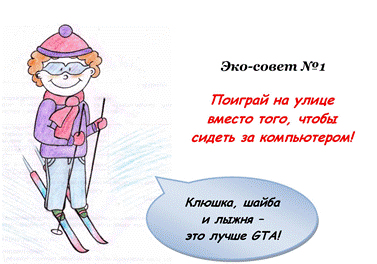 Эко-совет №1
Поиграй на улице
вместо того, чтобы
сидеть за компьютером!
Клюшка, шайба
и лыжня –
это лучше GTA!